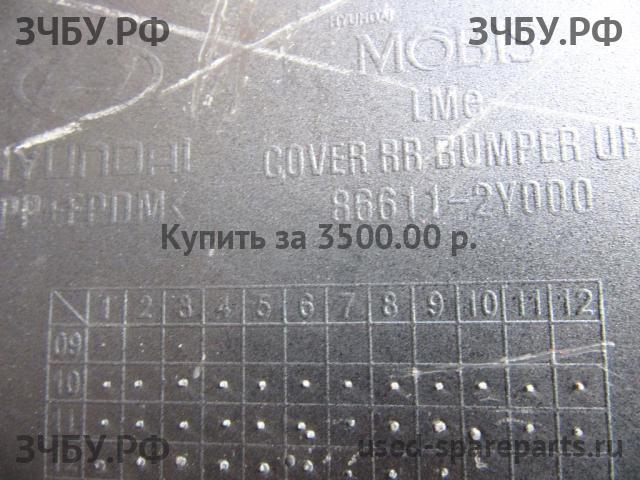 ЗЧБУ.РФ
ЗЧБУ.РФ
HYUNDAI
MOBIS
LMc
HYUNDAI
COVER RR BUMPER UP
86611-2Y000
Купить за 3500.00 р.
1 2 3 4 5 6 7 8 9 10 11 12
09
10
11
ЗЧБУ.РФ
used-spareparts.ru